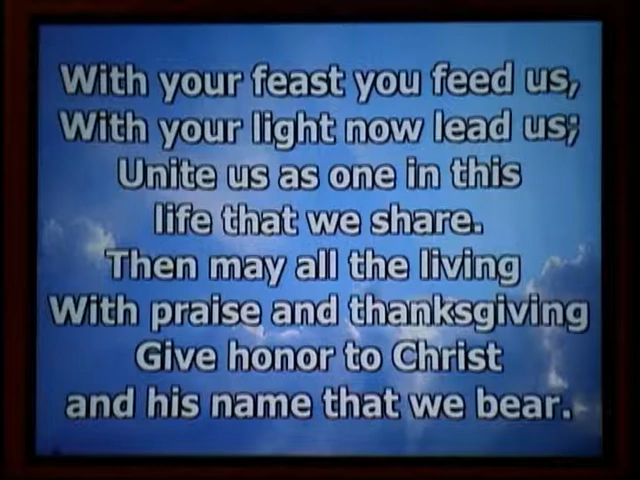 With your feast you feed us,
With your light now lead us;
Unite us as one in this
life that we share.
Then may all the living
With praise and thanksgiving
Give honor to Christ
and his name that we bear.